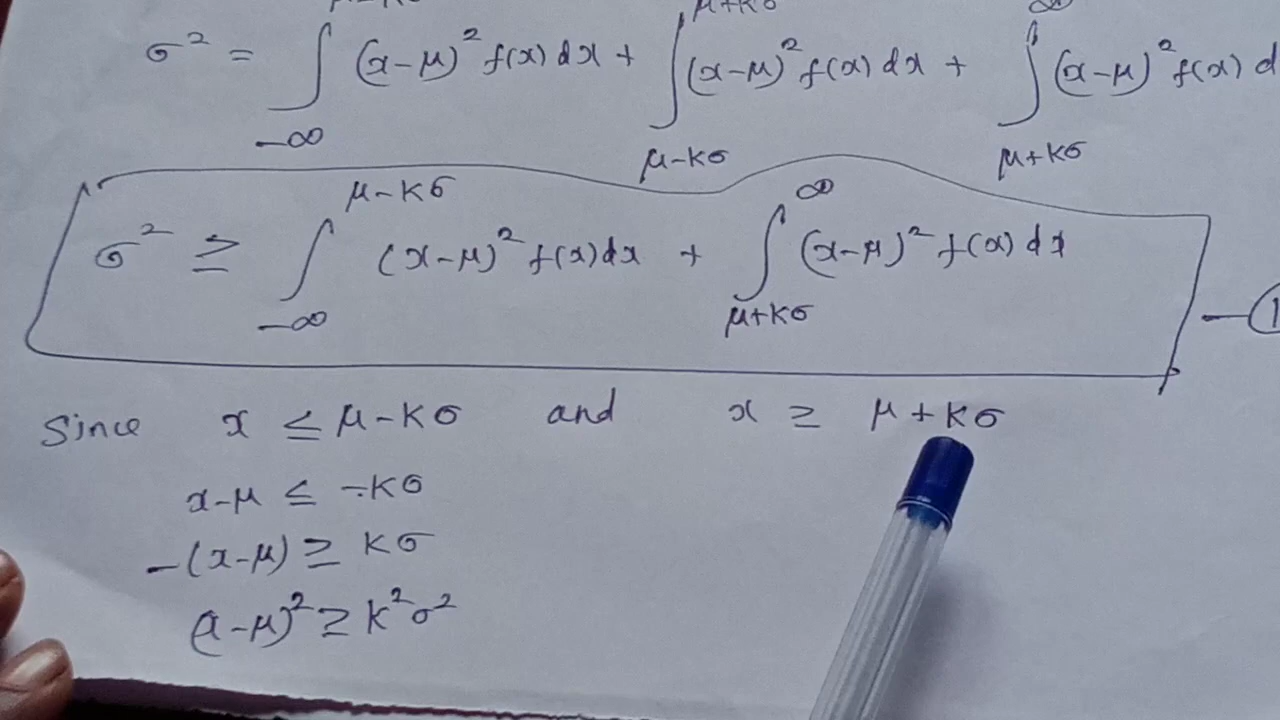 μ-Kσ μ+Kσ ∞
σ² = ∫ (x-μ)² f(x) dx + ∫ (x-μ)² f(x) dx + ∫ (x-μ)² f(x) d
-∞ μ-Kσ μ+Kσ
μ-Kσ ∞
σ² ≥ ∫ (x-μ)² f(x) dx + ∫ (x-μ)² f(x) dx
-∞ μ+Kσ
— 1
Since x ≤ μ-Kσ and x ≥ μ+Kσ
x-μ ≤ -Kσ
-(x-μ) ≥ Kσ
(x-μ)² ≥ K²σ²